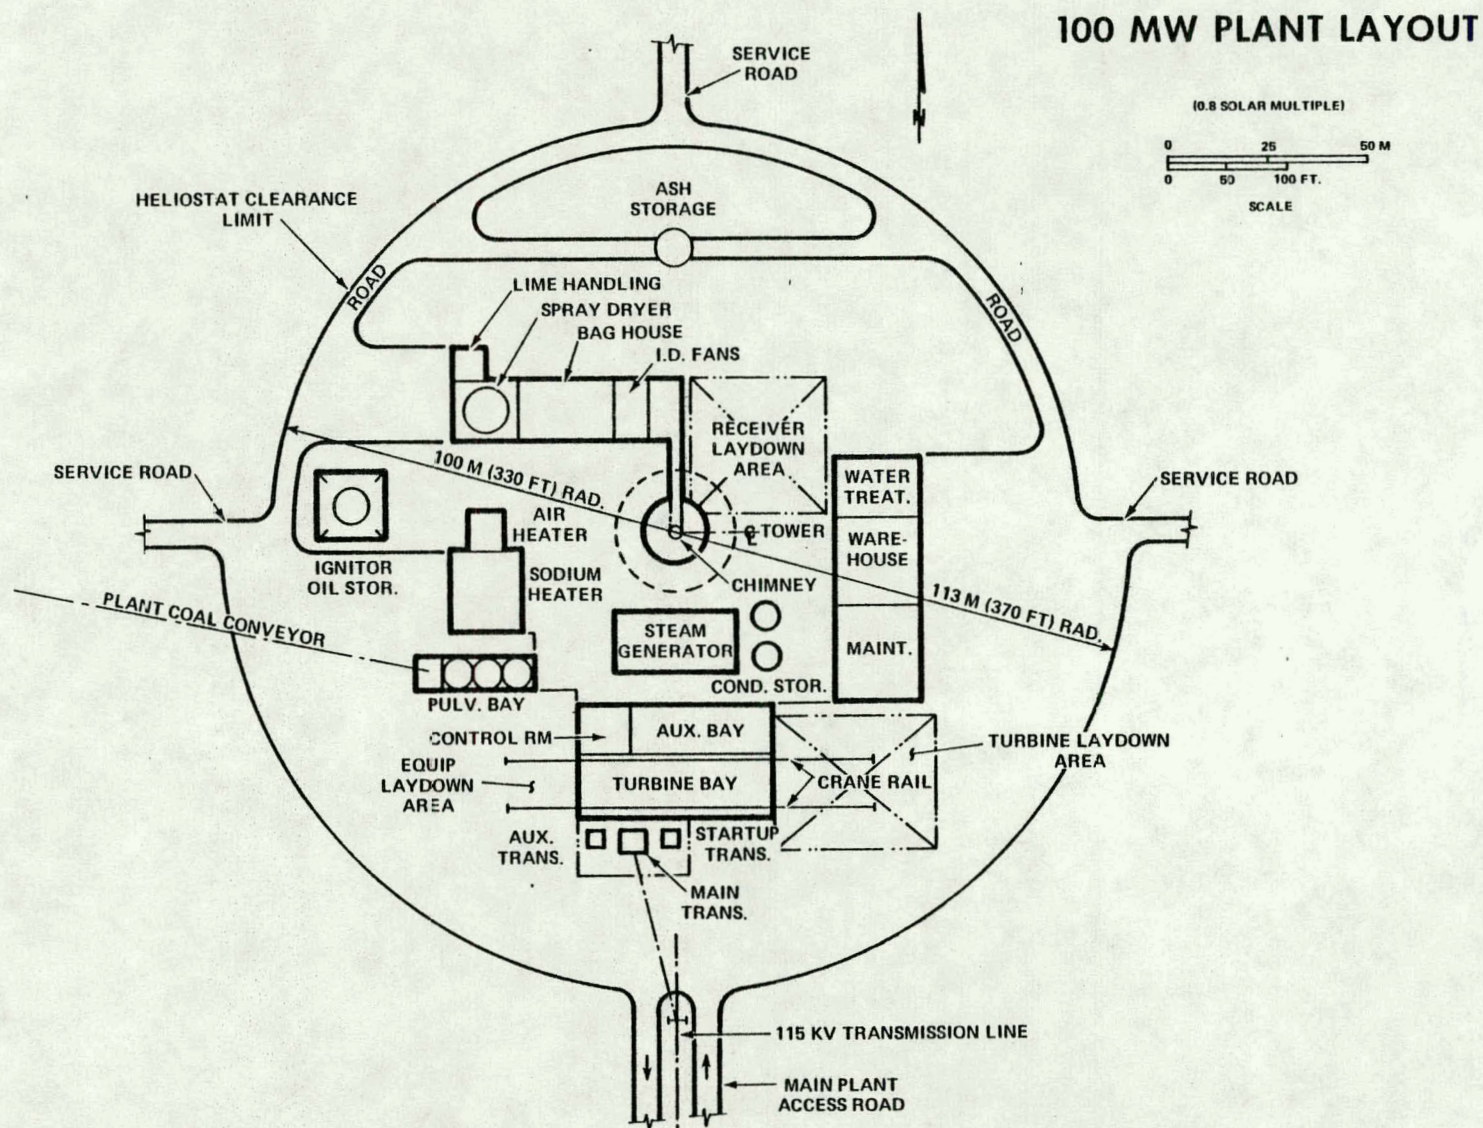 100 MW PLANT LAYOUT
SERVICE
ROAD
N
(0.8 SOLAR MULTIPLE)
0 25 50 M
0 50 100 FT.
SCALE
HELIOSTAT CLEARANCE
LIMIT
ASH
STORAGE
ROAD
ROAD
LIME HANDLING
SPRAY DRYER
BAG HOUSE
I.D. FANS
RECEIVER
LAYDOWN
AREA
100 M (330 FT) RAD.
SERVICE ROAD
WATER
TREAT.
SERVICE ROAD
AIR
HEATER
℄ TOWER
WARE-
HOUSE
IGNITOR
OIL STOR.
SODIUM
HEATER
CHIMNEY
113 M (370 FT) RAD.
PLANT COAL CONVEYOR
STEAM
GENERATOR
MAINT.
COND. STOR.
PULV. BAY
CONTROL RM
AUX. BAY
TURBINE LAYDOWN
AREA
EQUIP
LAYDOWN
AREA
TURBINE BAY
CRANE RAIL
AUX.
TRANS.
STARTUP
TRANS.
MAIN
TRANS.
115 KV TRANSMISSION LINE
MAIN PLANT
ACCESS ROAD